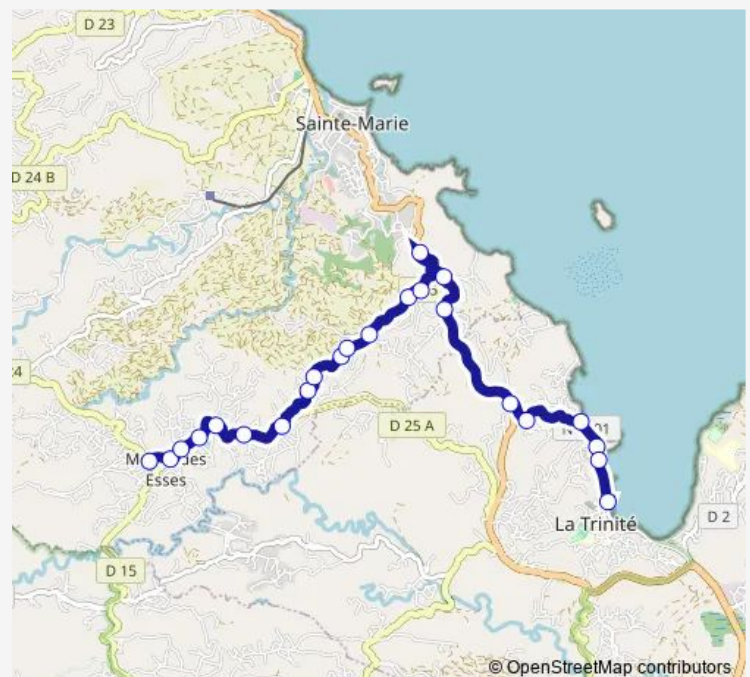 D 23
Sainte-Marie
D 24 B
D 25 A
Esses
La Trinité
D 2
D 15
© OpenStreetMap contributors